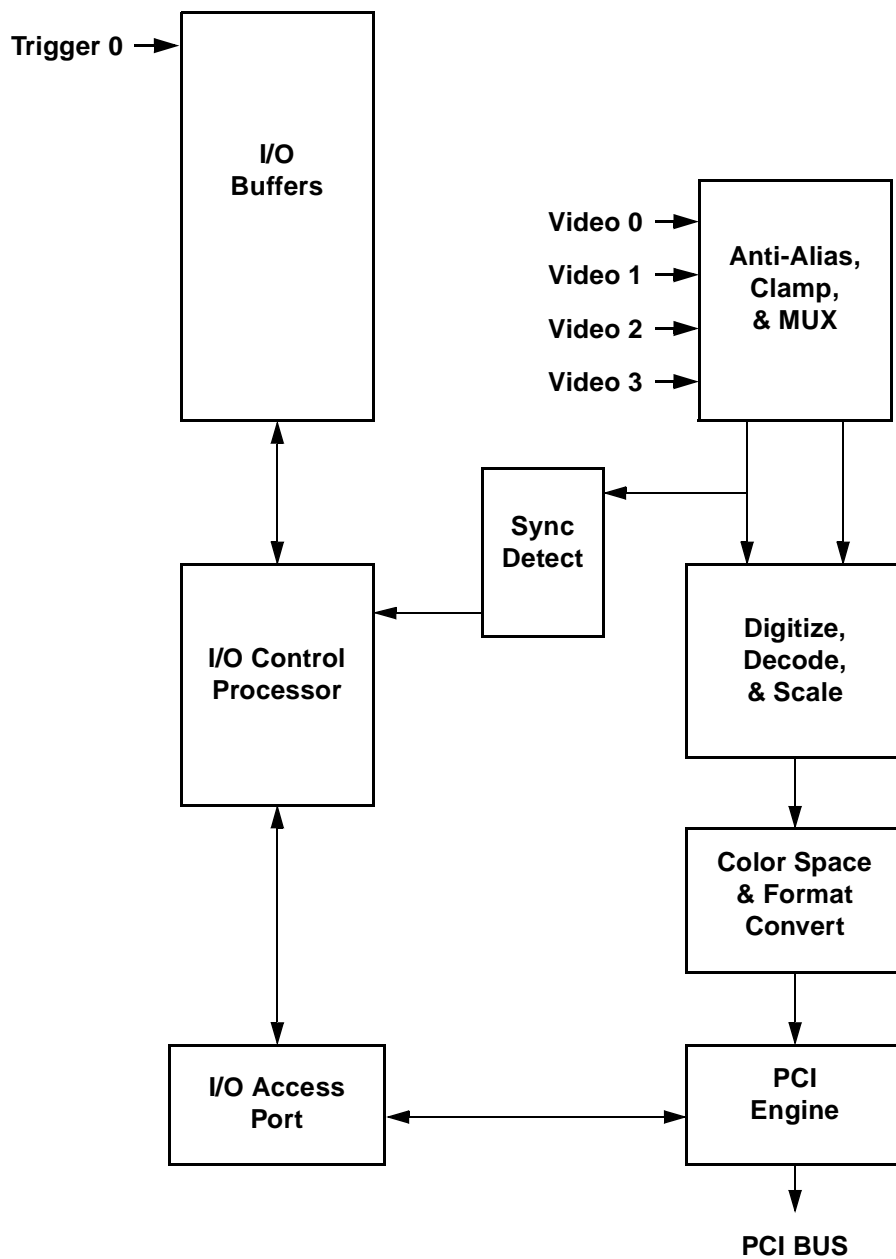 Trigger 0
I/O
Buffers
Video 0
Video 1
Video 2
Video 3
Anti-Alias,
Clamp,
& MUX
Sync
Detect
I/O Control
Processor
Digitize,
Decode,
& Scale
Color Space
& Format
Convert
I/O Access
Port
PCI
Engine
PCI BUS